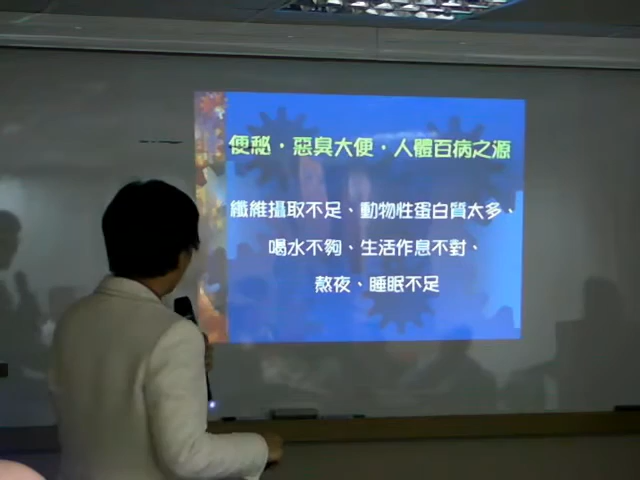 便秘・惡臭大便・人體百病之源
纖維攝取不足、動物性蛋白質太多、
喝水不夠、生活作息不對、
熬夜、睡眠不足